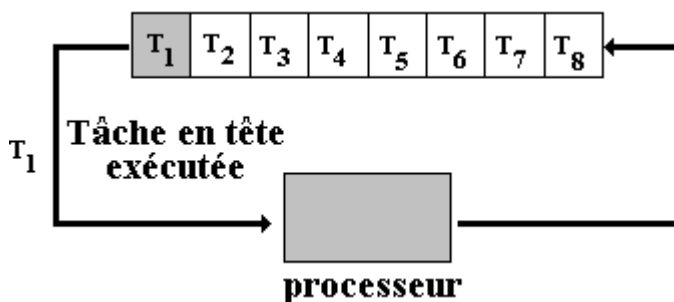 T1 T2 T3 T4 T5 T6 T7 T8
T1
Tâche en tête
exécutée
processeur